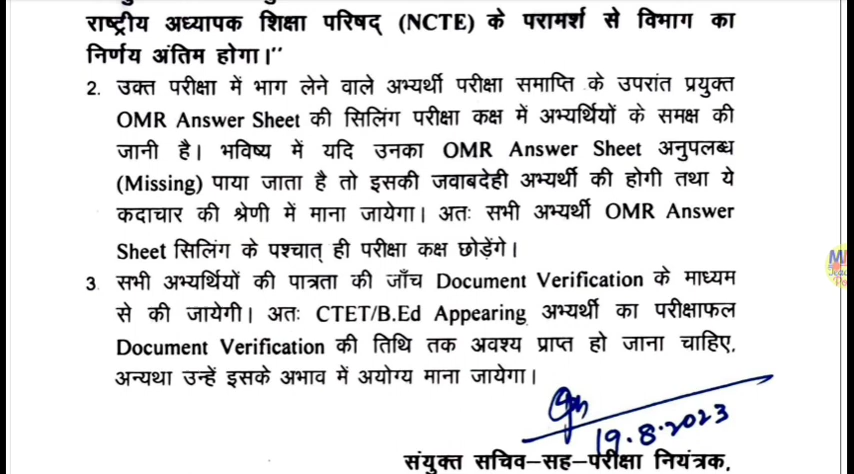 राष्ट्रीय अध्यापक शिक्षा परिषद् (NCTE) के परामर्श से विभाग का
निर्णय अंतिम होगा।"
2. उक्त परीक्षा में भाग लेने वाले अभ्यर्थी परीक्षा समाप्ति के उपरांत प्रयुक्त
OMR Answer Sheet की सिलिंग परीक्षा कक्ष में अभ्यर्थियों के समक्ष की
जानी है। भविष्य में यदि उनका OMR Answer Sheet अनुपलब्ध
(Missing) पाया जाता है तो इसकी जवाबदेही अभ्यर्थी की होगी तथा ये
कदाचार की श्रेणी में माना जायेगा। अतः सभी अभ्यर्थी OMR Answer
Sheet सिलिंग के पश्चात् ही परीक्षा कक्ष छोड़ेंगे।
3. सभी अभ्यर्थियों की पात्रता की जाँच Document Verification के माध्यम
से की जायेगी। अतः CTET/B.Ed Appearing अभ्यर्थी का परीक्षाफल
Document Verification की तिथि तक अवश्य प्राप्त हो जाना चाहिए,
अन्यथा उन्हें इसके अभाव में अयोग्य माना जायेगा।
19.8.2023
संयुक्त सचिव–सह–परीक्षा नियंत्रक,